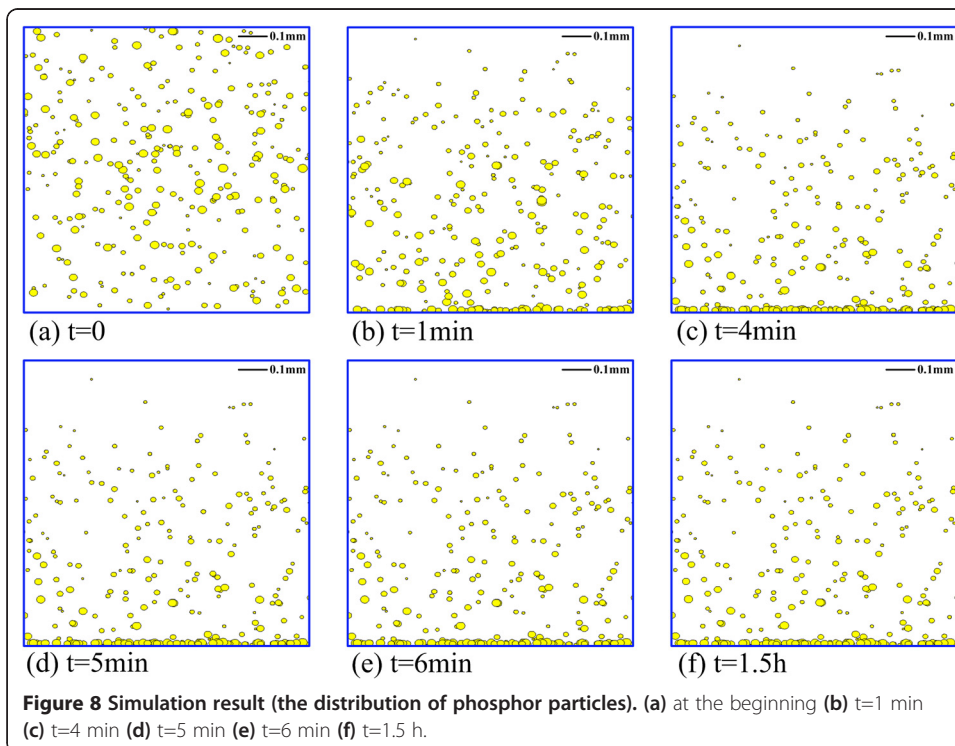 0.1mm 0.1mm 0.1mm
(a) t=0 (b) t=1min (c) t=4min
0.1mm 0.1mm 0.1mm
(d) t=5min (e) t=6min (f) t=1.5h
Figure 8 Simulation result (the distribution of phosphor particles). (a) at the beginning (b) t=1 min
(c) t=4 min (d) t=5 min (e) t=6 min (f) t=1.5 h.